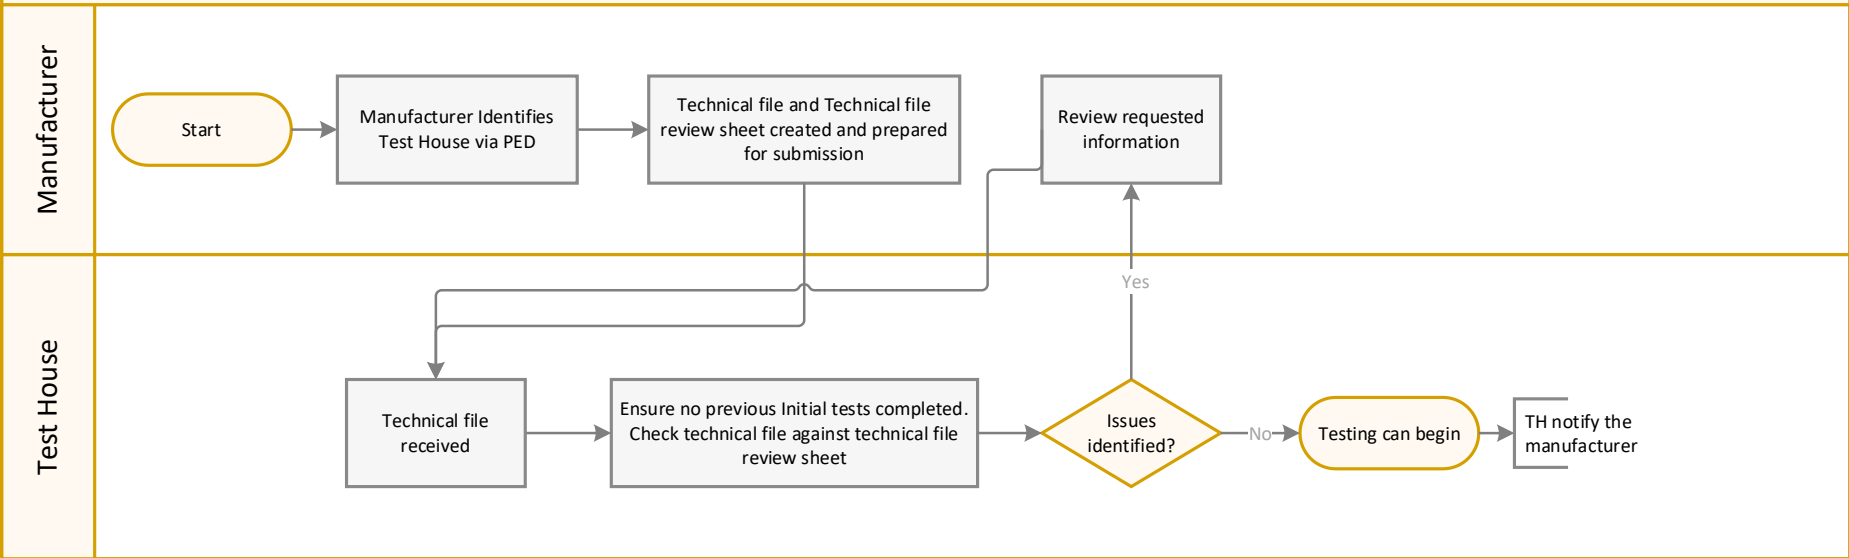 Manufacturer
Start
Manufacturer Identifies
Test House via PED
Technical file and Technical file
review sheet created and prepared
for submission
Review requested
information
Yes
Test House
Technical file
received
Ensure no previous Initial tests completed.
Check technical file against technical file
review sheet
Issues
identified?
No
Testing can begin
TH notify the
manufacturer